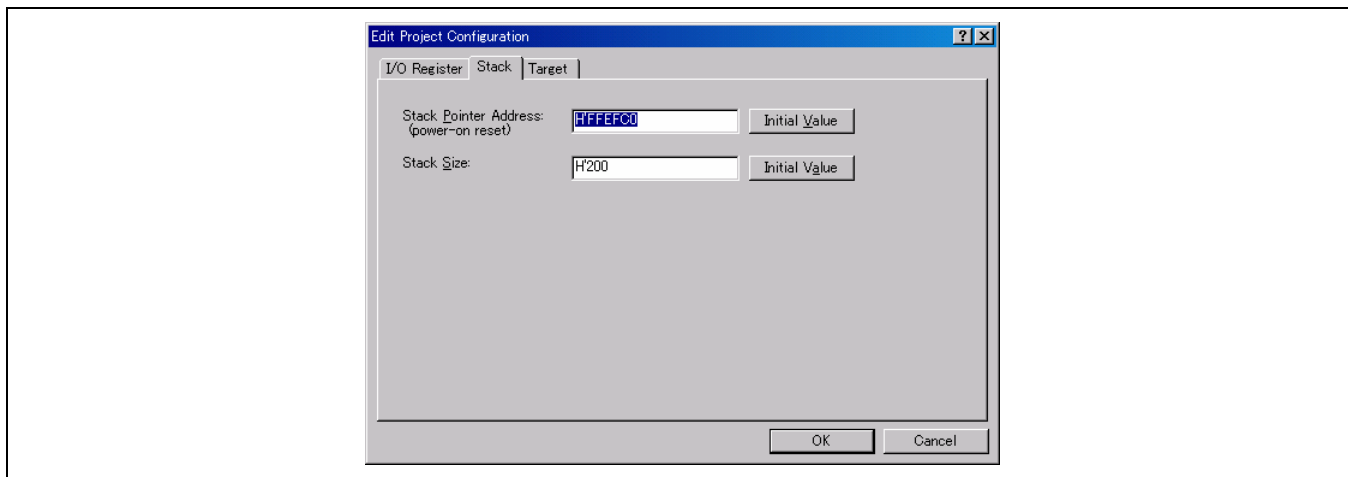 Edit Project Configuration
I/O Register Stack Target
Stack Pointer Address: H'FFEFC0 Initial Value
(power-on reset)
Stack Size: H'200 Initial Value
OK Cancel